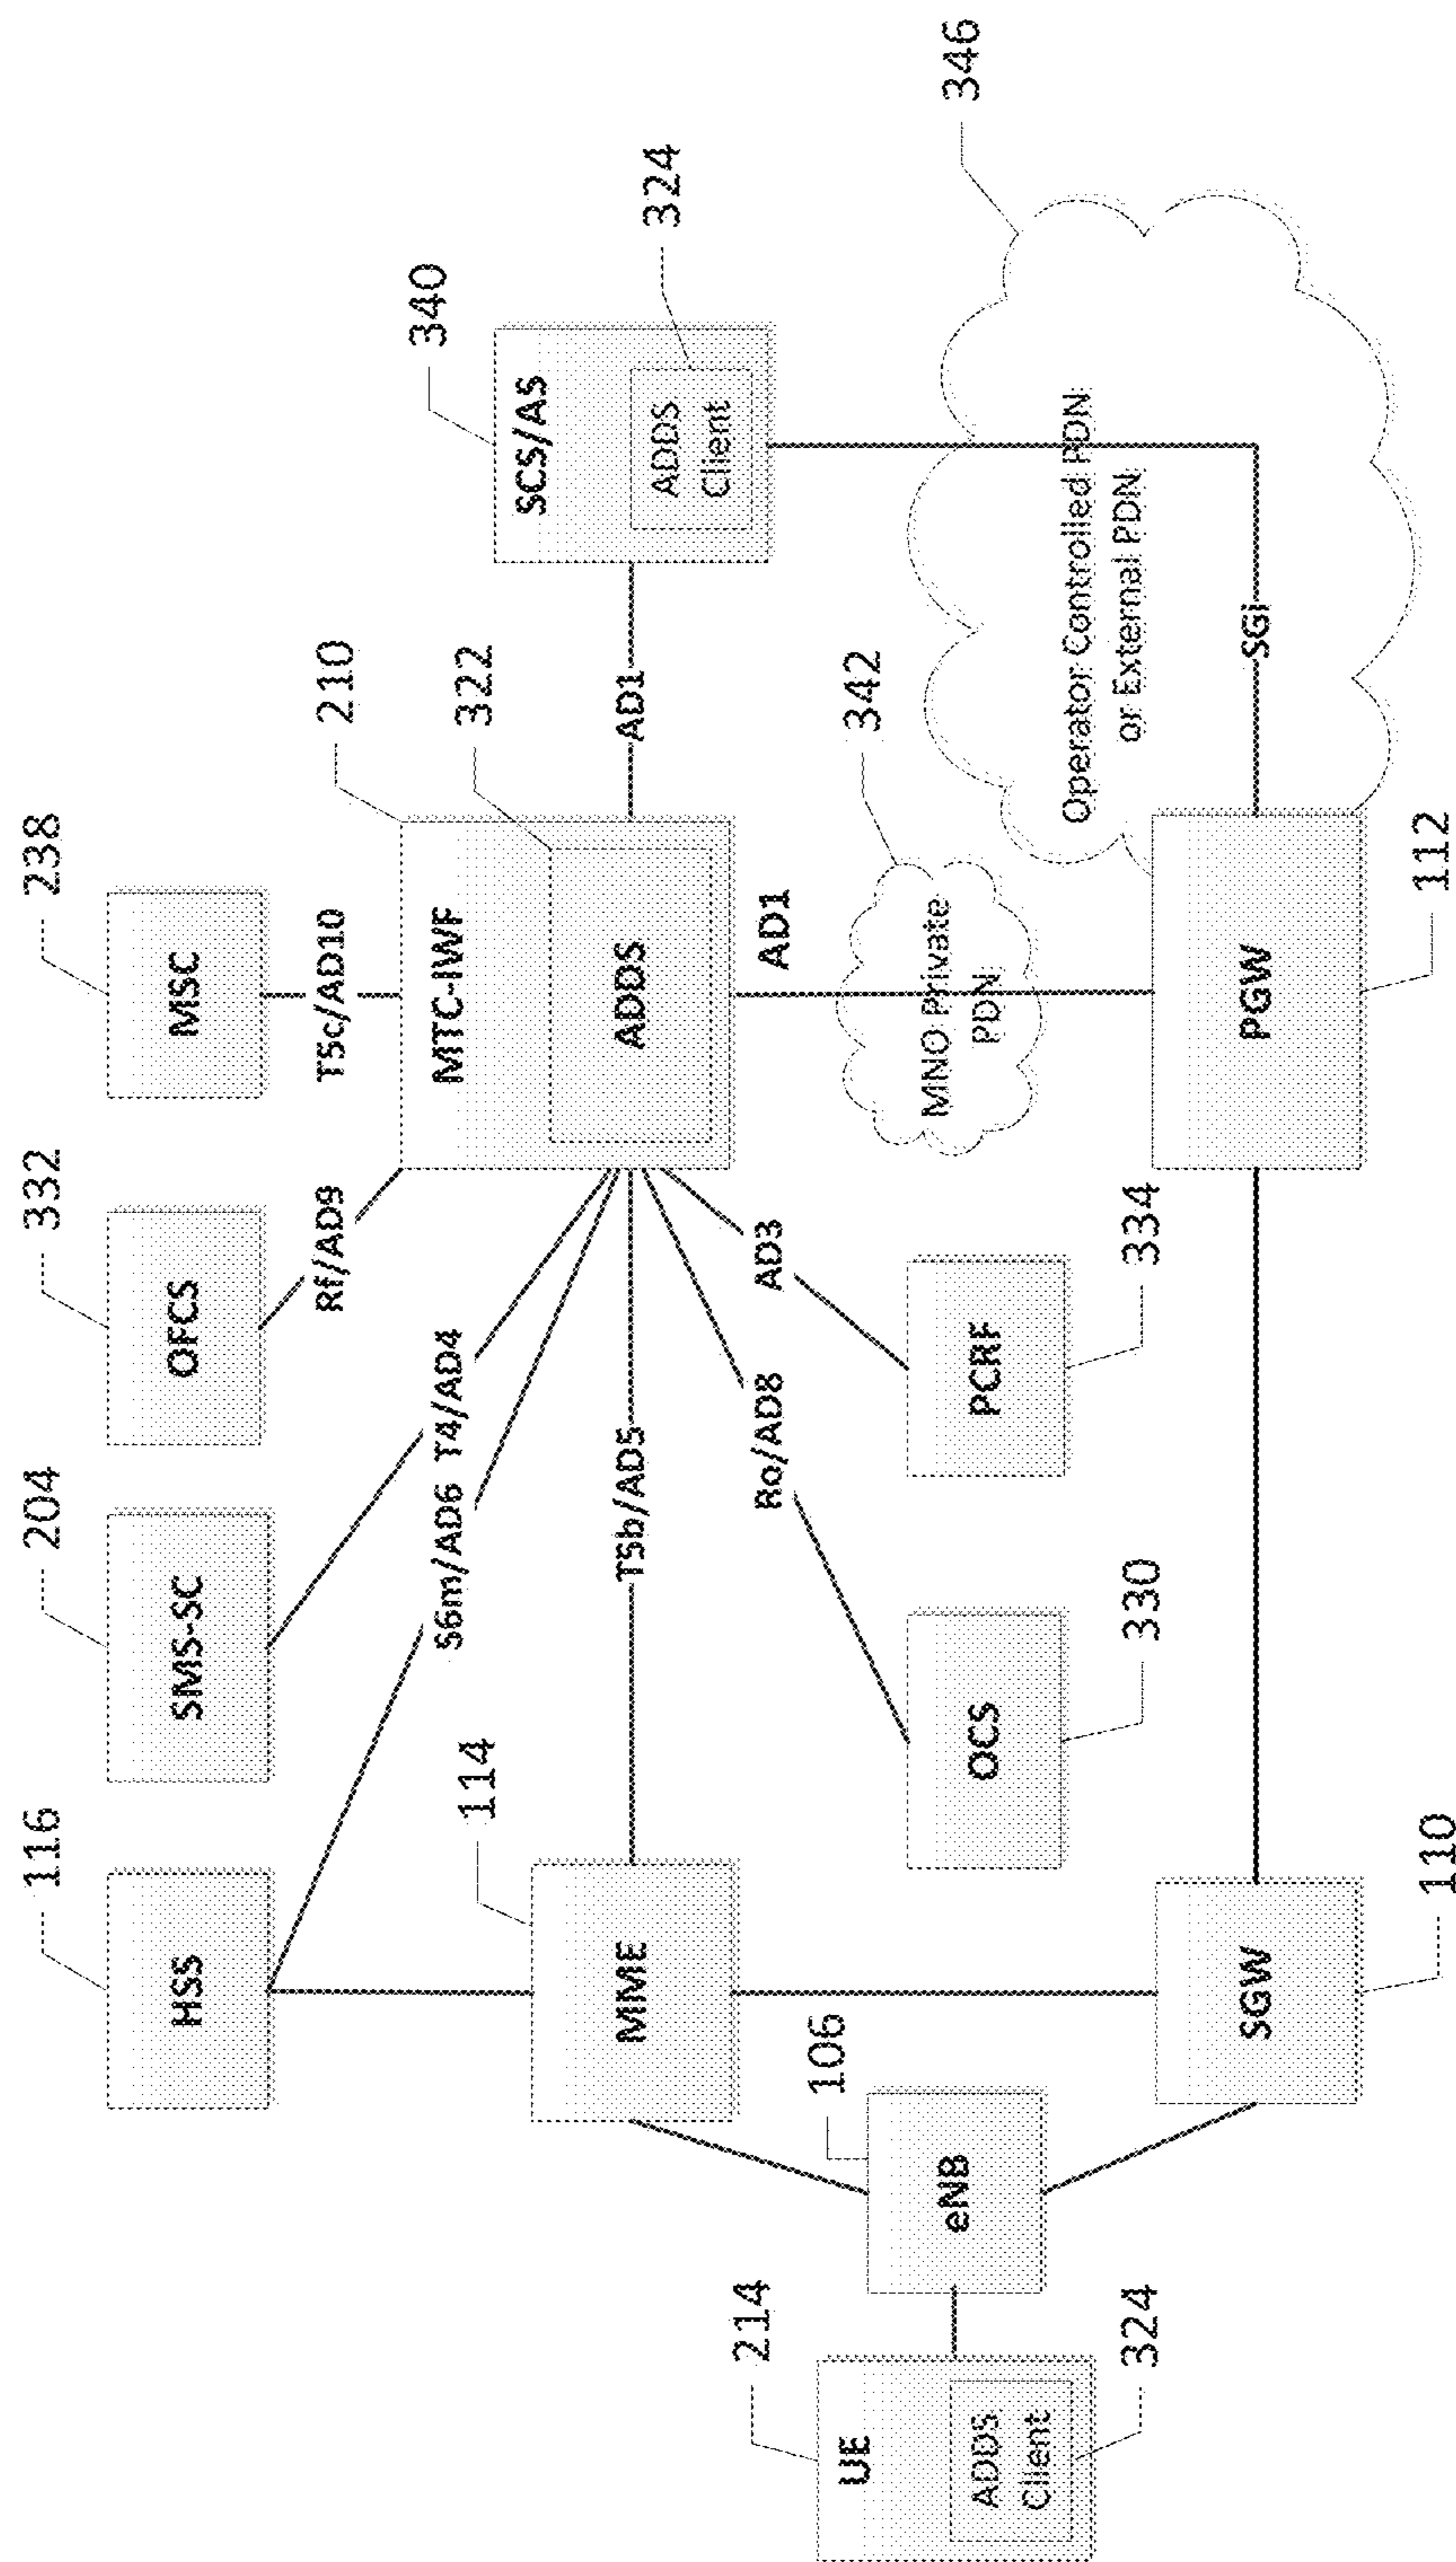 116
204
332
238
HSS
SMS-SC
OFCS
MSC
Rf/AD9
T5c/AD10
S6m/AD6
T4/AD4
210
MTC-IWF
ADDS
322
340
SCS/AS
ADDS
Client
324
AD1
114
MME
T5b/AD5
Ro/AD8
AD3
AD1
342
MNO Private
PDN
346
Operator Controlled PDN
or External PDN
214
UE
ADDS
Client
324
106
eNB
OCS
330
PCRF
334
SGW
110
PGW
112
SGi